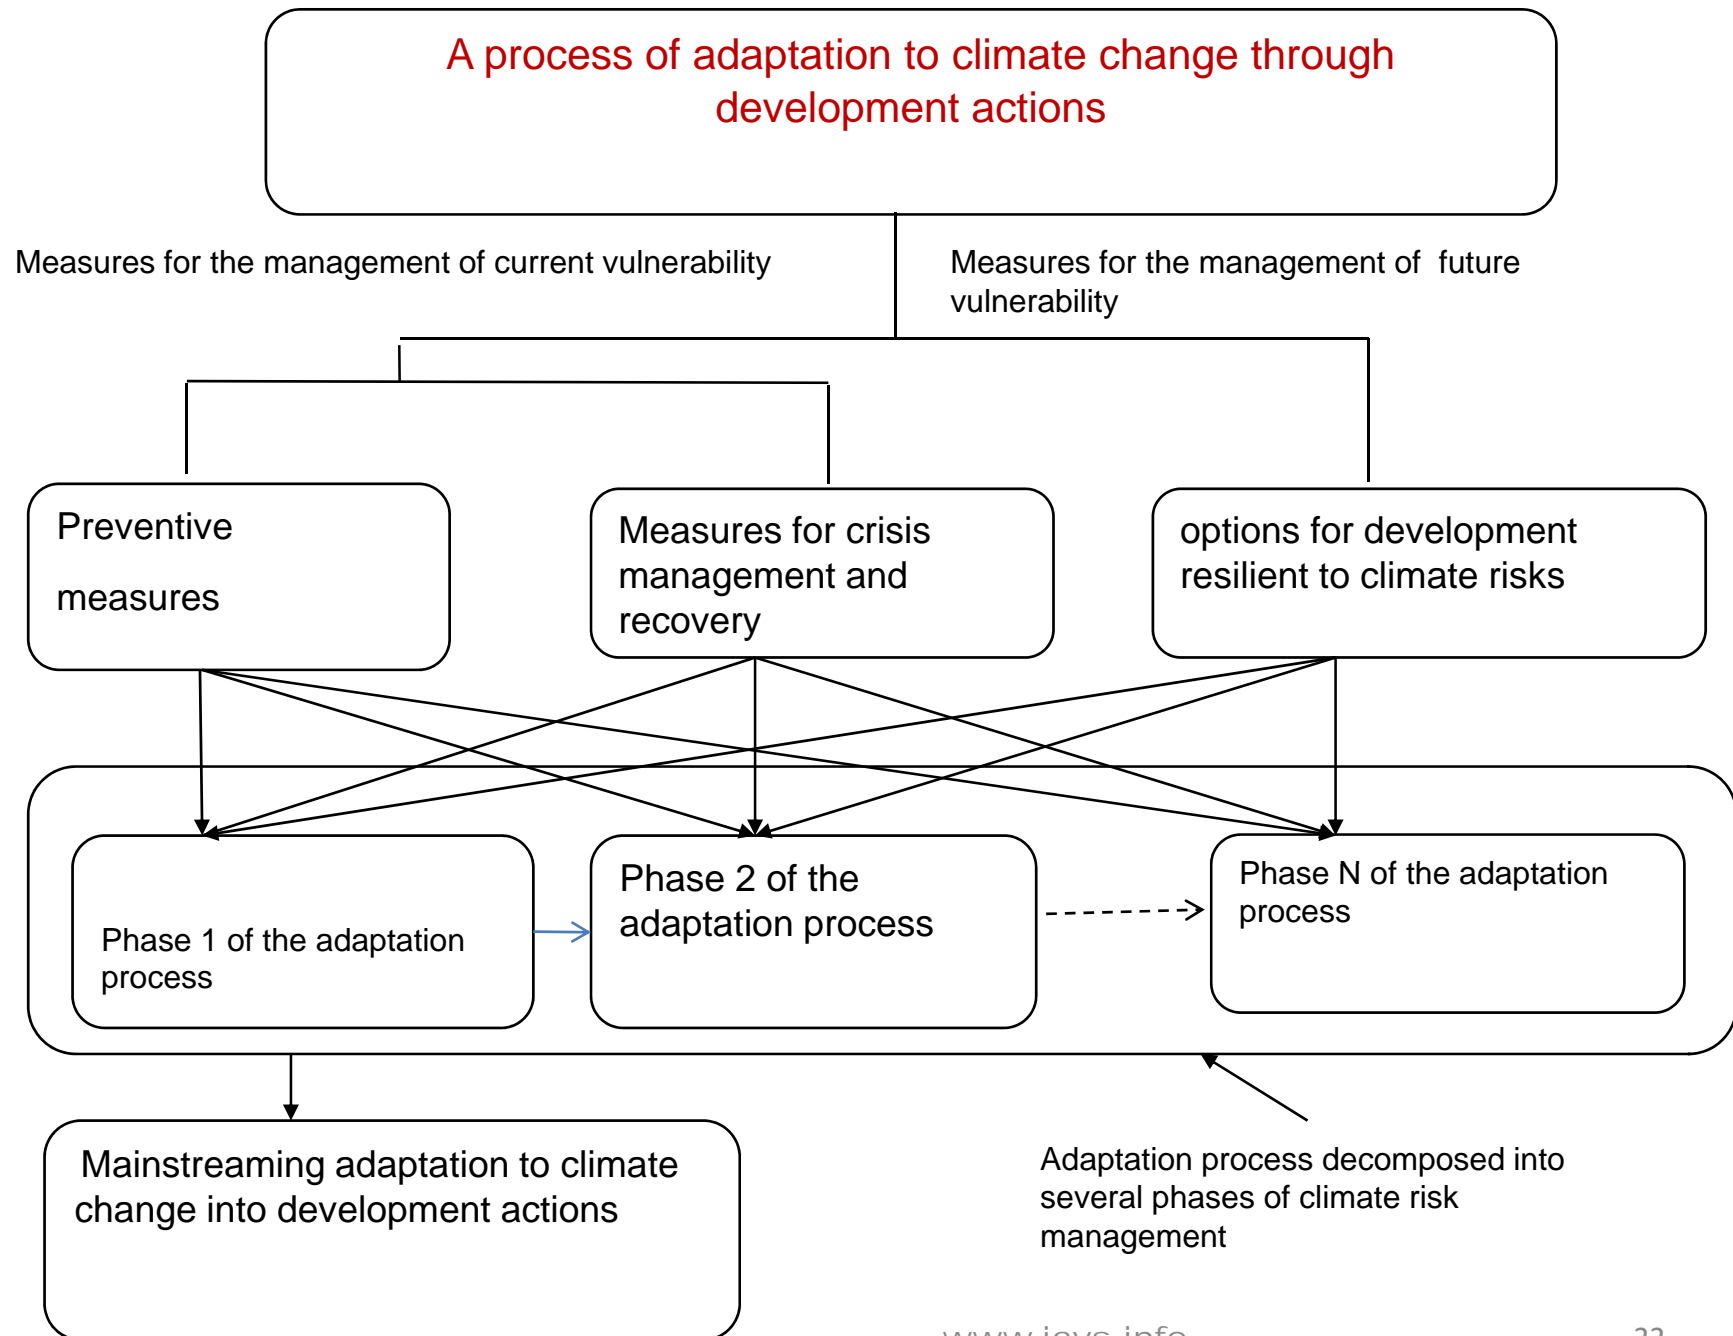 A process of adaptation to climate change through
development actions
Measures for the management of current vulnerability
Measures for the management of  future
vulnerability
Preventive
measures
Measures for crisis
management and
recovery
options for development
resilient to climate risks
Phase 1 of the adaptation
process
Phase 2 of the
adaptation process
Phase N of the adaptation
process
Mainstreaming adaptation to climate
change into development actions
Adaptation process decomposed into
several phases of climate risk
management